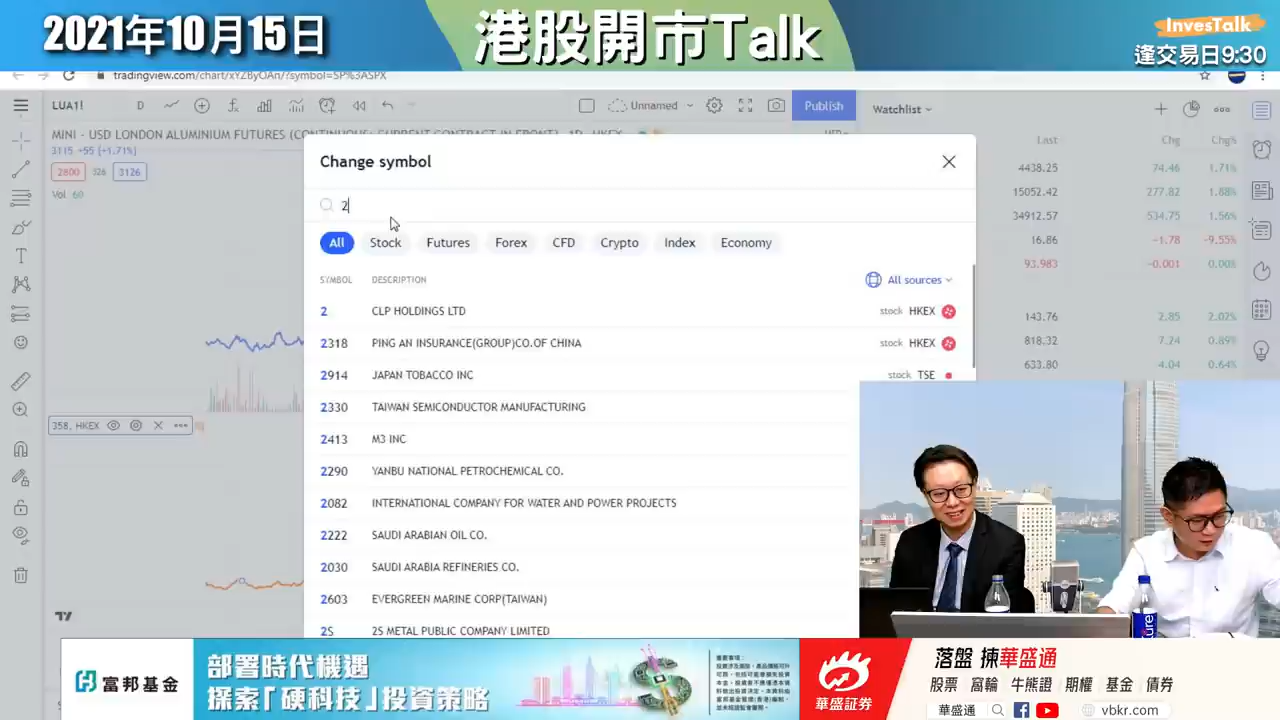 2021年10月15日
港股開市Talk
InvesTalk
逢交易日9:30
tradingview.com/chart/xYZByOAn/?symbol=SP%3ASPX
LUA1!
D
Unnamed
Publish
Watchlist
MINI - USD LONDON ALUMINIUM FUTURES (CONTINUOUS: CURRENT CONTRACT IN FRONT) · 1D · HKEX
3115 +55 (+1.71%)
2800
326
3126
Vol 60
Last
Chg
Chg%
4438.25
74.46
1.71%
15052.42
277.82
1.88%
34912.57
534.75
1.56%
16.86
-1.78
-9.55%
93.983
-0.001
0.00%
143.76
2.85
2.02%
818.32
7.24
0.89%
633.80
4.04
0.64%
Change symbol
2
All
Stock
Futures
Forex
CFD
Crypto
Index
Economy
SYMBOL
DESCRIPTION
All sources
2
CLP HOLDINGS LTD
stock HKEX
2318
PING AN INSURANCE(GROUP)CO.OF CHINA
stock HKEX
2914
JAPAN TOBACCO INC
stock TSE
2330
TAIWAN SEMICONDUCTOR MANUFACTURING
2413
M3 INC
2290
YANBU NATIONAL PETROCHEMICAL CO.
2082
INTERNATIONAL COMPANY FOR WATER AND POWER PROJECTS
2222
SAUDI ARABIAN OIL CO.
2030
SAUDI ARABIA REFINERIES CO.
2603
EVERGREEN MARINE CORP(TAIWAN)
2S
2S METAL PUBLIC COMPANY LIMITED
358, HKEX
富邦基金
部署時代機遇
探索「硬科技」投資策略
重要事項：
華盛証券
落盤 揀華盛通
股票 窩輪 牛熊證 期權 基金 債券
華盛通
vbkr.com